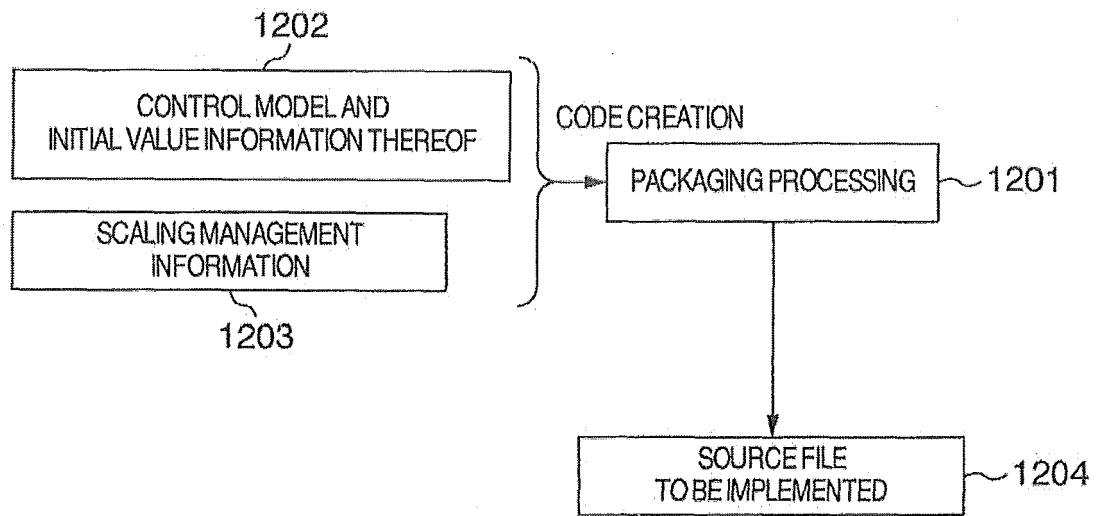 1202
CONTROL MODEL AND
INITIAL VALUE INFORMATION THEREOF
CODE CREATION
PACKAGING PROCESSING
1201
SCALING MANAGEMENT
INFORMATION
1203
SOURCE FILE
TO BE IMPLEMENTED
1204